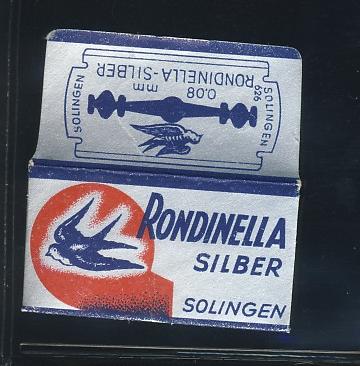 RONDINELLA-SILBER
0.08 mm
626
SOLINGEN
SOLINGEN
RONDINELLA
SILBER
SOLINGEN